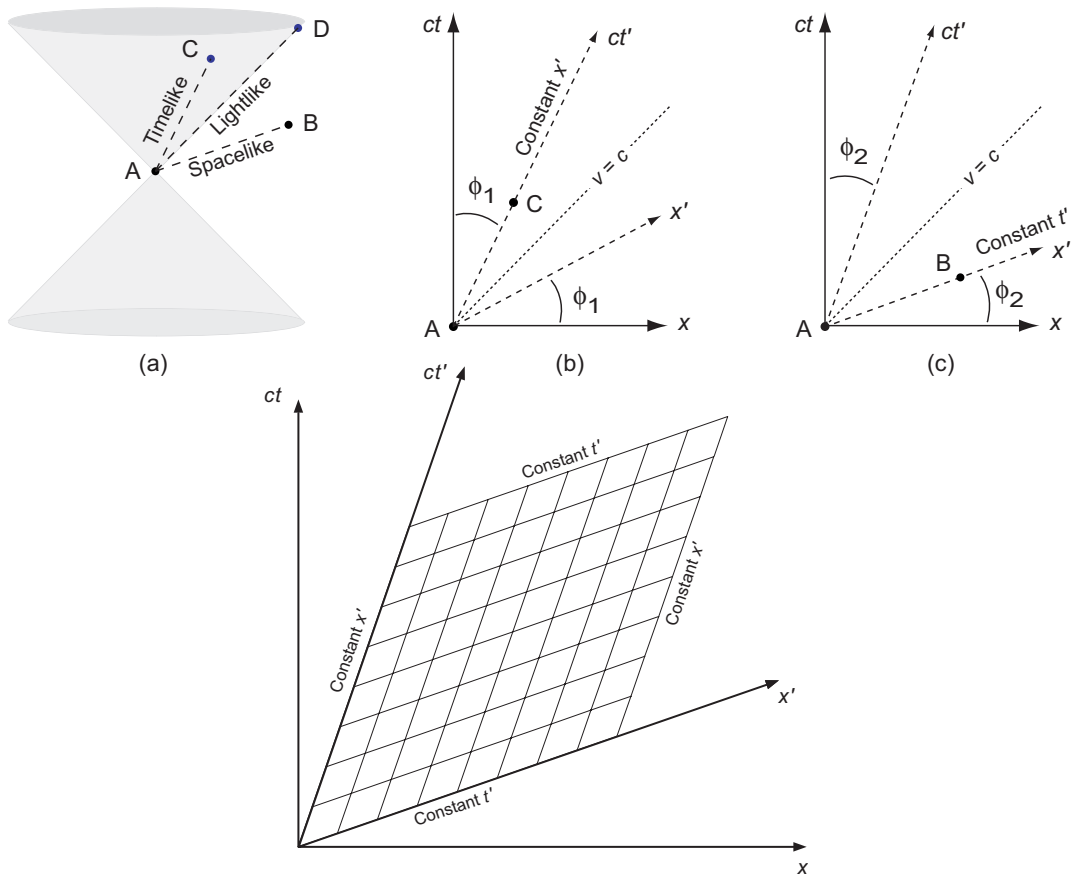 D
C
Timelike
Lightlike
B
A
Spacelike
(a)
ct
ct'
Constant x'
v = c
ϕ1
C
x'
ϕ1
A
x
(b)
ct
ct'
ϕ2
v = c
Constant t'
B
x'
ϕ2
A
x
(c)
ct
ct'
Constant t'
Constant x'
Constant x'
x'
Constant t'
x